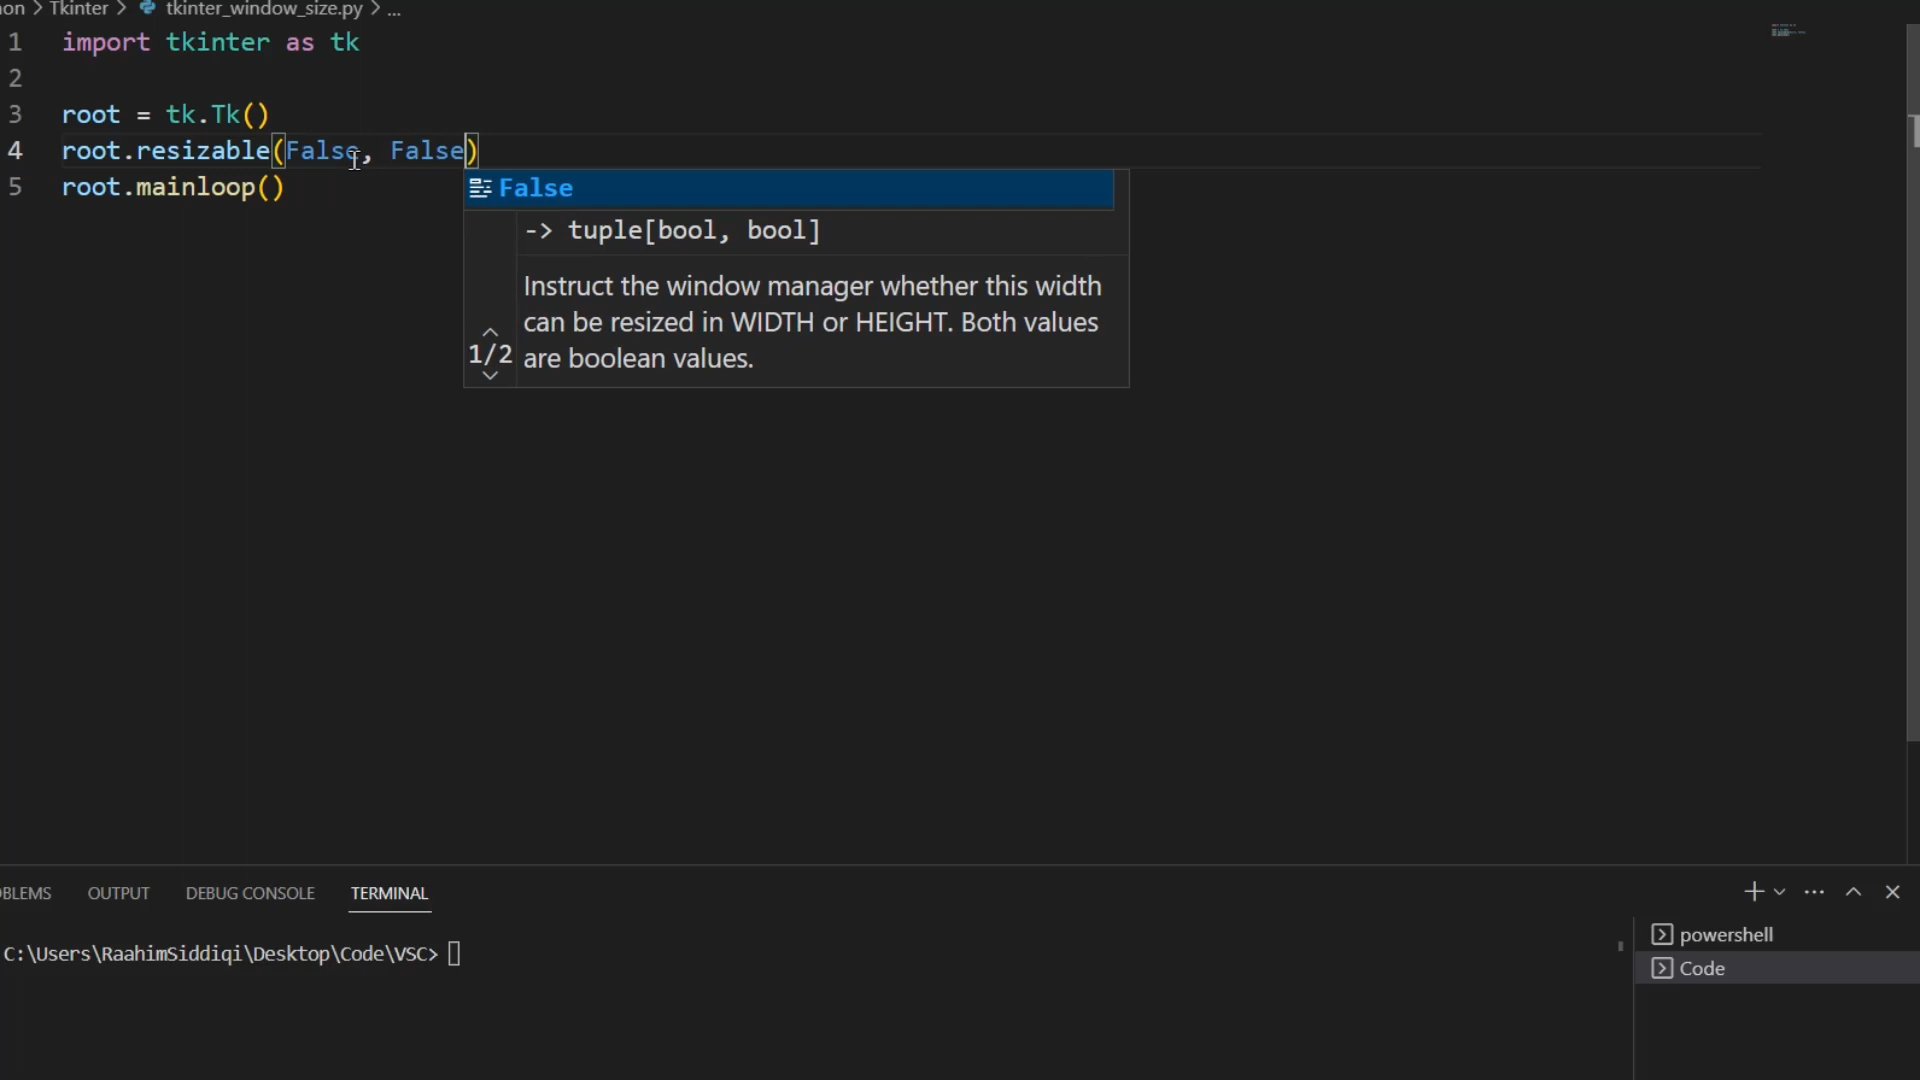 on > Tkinter > tkinter_window_size.py > ...
1 import tkinter as tk
2
3 root = tk.Tk()
4 root.resizable(False, False)
5 root.mainloop()
False
-> tuple[bool, bool]
Instruct the window manager whether this width
can be resized in WIDTH or HEIGHT. Both values
1/2 are boolean values.
OBLEMS OUTPUT DEBUG CONSOLE TERMINAL
C:\Users\RaahimSiddiqi\Desktop\Code\VSC>
powershell
Code